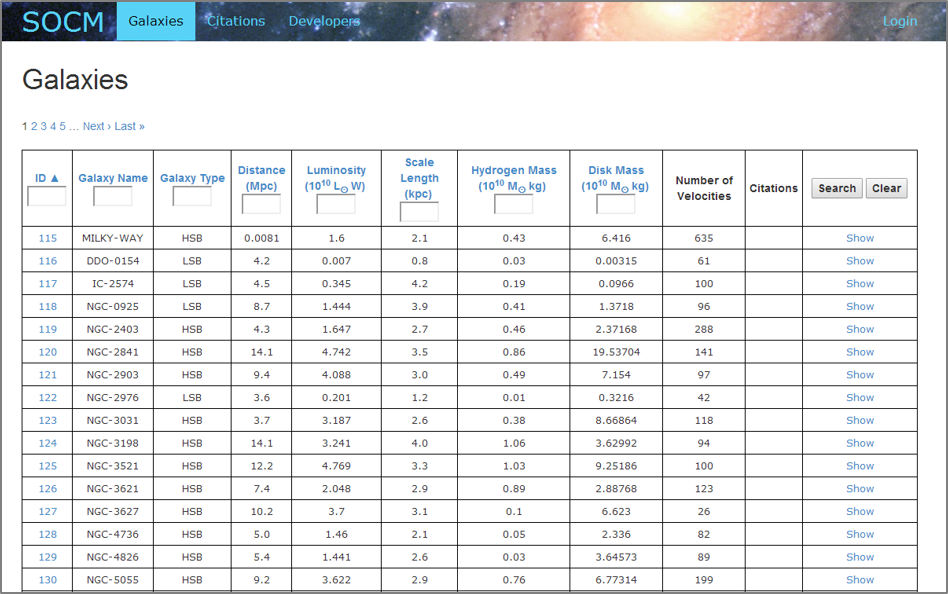 SOCM Galaxies Citations Developers Login
Galaxies
1 2 3 4 5 … Next › Last »
ID ▲ Galaxy Name Galaxy Type Distance (Mpc) Luminosity (10^10 L⊙ W) Scale Length (kpc) Hydrogen Mass (10^10 M⊙ kg) Disk Mass (10^10 M⊙ kg) Number of Velocities Citations Search Clear
115 MILKY-WAY HSB 0.0081 1.6 2.1 0.43 6.416 635 Show
116 DDO-0154 LSB 4.2 0.007 0.8 0.03 0.00315 61 Show
117 IC-2574 LSB 4.5 0.345 4.2 0.19 0.0966 100 Show
118 NGC-0925 LSB 8.7 1.444 3.9 0.41 1.3718 96 Show
119 NGC-2403 HSB 4.3 1.647 2.7 0.46 2.37168 288 Show
120 NGC-2841 HSB 14.1 4.742 3.5 0.86 19.53704 141 Show
121 NGC-2903 HSB 9.4 4.088 3.0 0.49 7.154 97 Show
122 NGC-2976 LSB 3.6 0.201 1.2 0.01 0.3216 42 Show
123 NGC-3031 HSB 3.7 3.187 2.6 0.38 8.66864 118 Show
124 NGC-3198 HSB 14.1 3.241 4.0 1.06 3.62992 94 Show
125 NGC-3521 HSB 12.2 4.769 3.3 1.03 9.25186 100 Show
126 NGC-3621 HSB 7.4 2.048 2.9 0.89 2.88768 123 Show
127 NGC-3627 HSB 10.2 3.7 3.1 0.1 6.623 26 Show
128 NGC-4736 HSB 5.0 1.46 2.1 0.05 2.336 82 Show
129 NGC-4826 HSB 5.4 1.441 2.6 0.03 3.64573 89 Show
130 NGC-5055 HSB 9.2 3.622 2.9 0.76 6.77314 199 Show